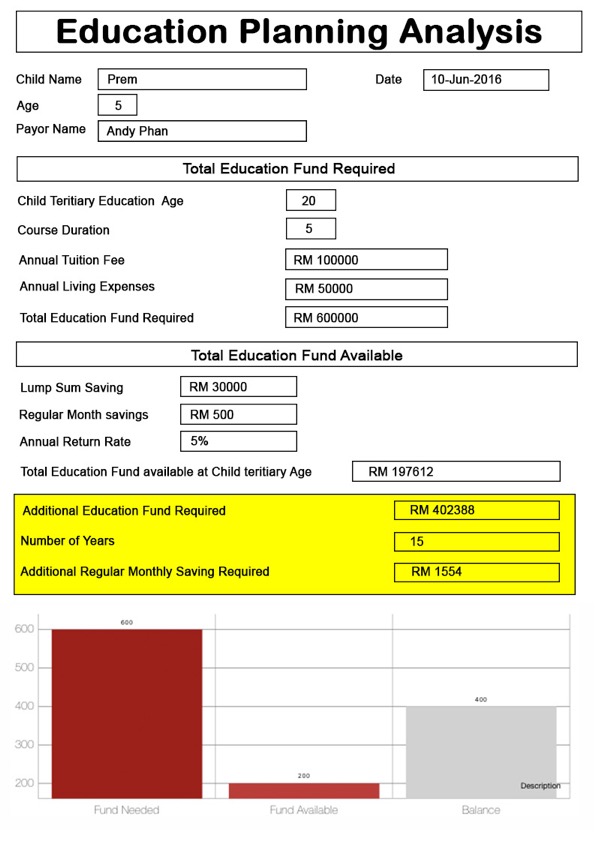 Education Planning Analysis
Child Name Prem Date 10-Jun-2016
Age 5
Payor Name Andy Phan
Total Education Fund Required
Child Teritiary Education Age 20
Course Duration 5
Annual Tuition Fee RM 100000
Annual Living Expenses RM 50000
Total Education Fund Required RM 600000
Total Education Fund Available
Lump Sum Saving RM 30000
Regular Month savings RM 500
Annual Return Rate 5%
Total Education Fund available at Child teritiary Age RM 197612
Additional Education Fund Required RM 402388
Number of Years 15
Additional Regular Monthly Saving Required RM 1554
600
600
500
400
400
300
200
200
Description
Fund Needed Fund Available Balance